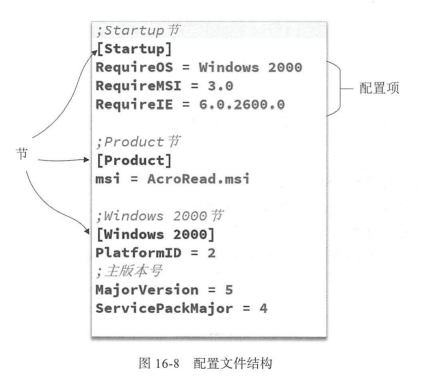 ;Startup节
[Startup]
RequireOS = Windows 2000
RequireMSI = 3.0
RequireIE = 6.0.2600.0
配置项
;Product节
节
[Product]
msi = AcroRead.msi
;Windows 2000节
[Windows 2000]
PlatformID = 2
;主版本号
MajorVersion = 5
ServicePackMajor = 4
图 16-8 配置文件结构